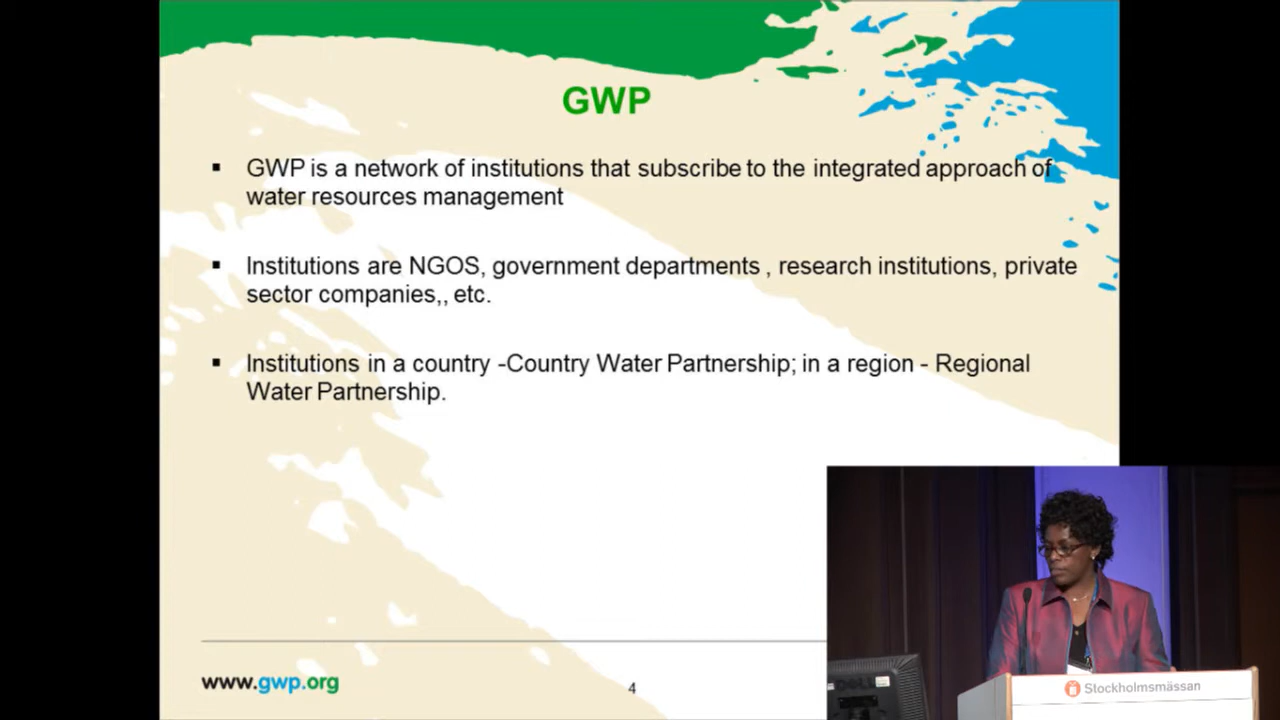 GWP
▪ GWP is a network of institutions that subscribe to the integrated approach of
water resources management
▪ Institutions are NGOS, government departments , research institutions, private
sector companies,, etc.
▪ Institutions in a country -Country Water Partnership; in a region - Regional
Water Partnership.
www.gwp.org
4
DELL
Stockholmsmässan